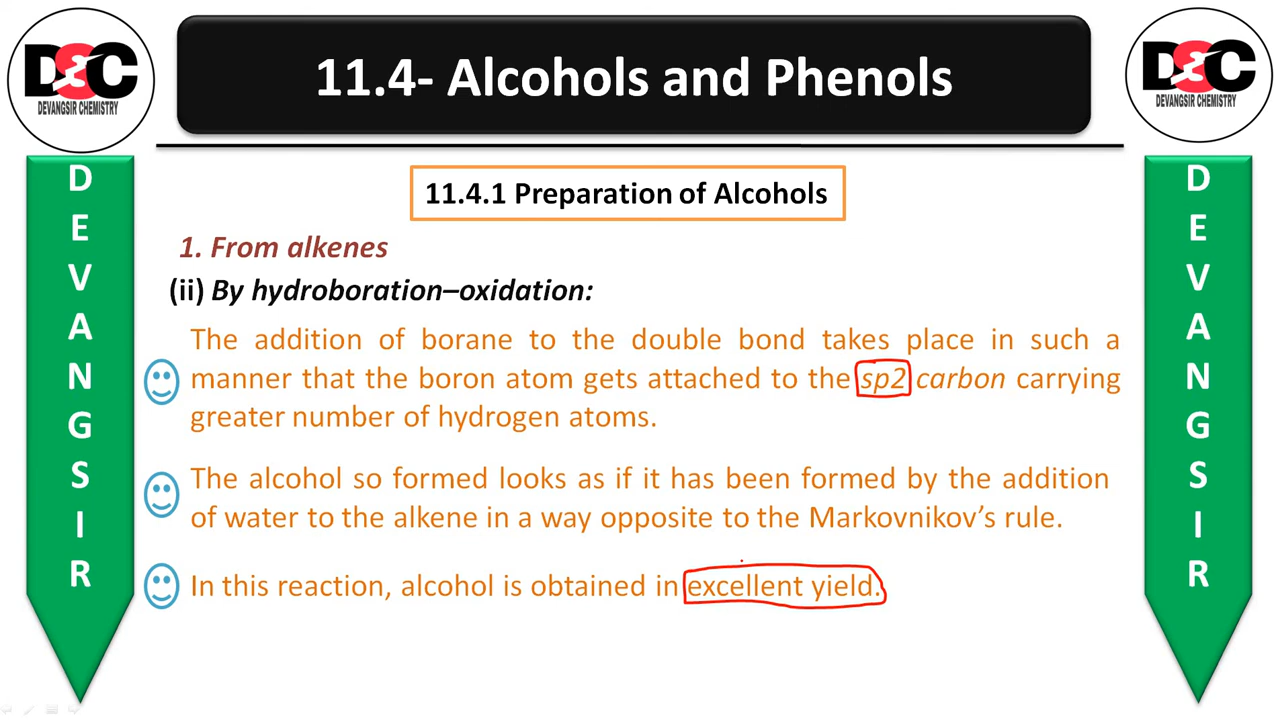 DEC
DEVANGSIR CHEMISTRY
11.4- Alcohols and Phenols
DEC
DEVANGSIR CHEMISTRY
D
E
V
A
N
G
S
I
R
11.4.1 Preparation of Alcohols
1. From alkenes
(ii) By hydroboration–oxidation:
The addition of borane to the double bond takes place in such a
manner that the boron atom gets attached to the sp2 carbon carrying
greater number of hydrogen atoms.
The alcohol so formed looks as if it has been formed by the addition
of water to the alkene in a way opposite to the Markovnikov’s rule.
In this reaction, alcohol is obtained in excellent yield.
D
E
V
A
N
G
S
I
R